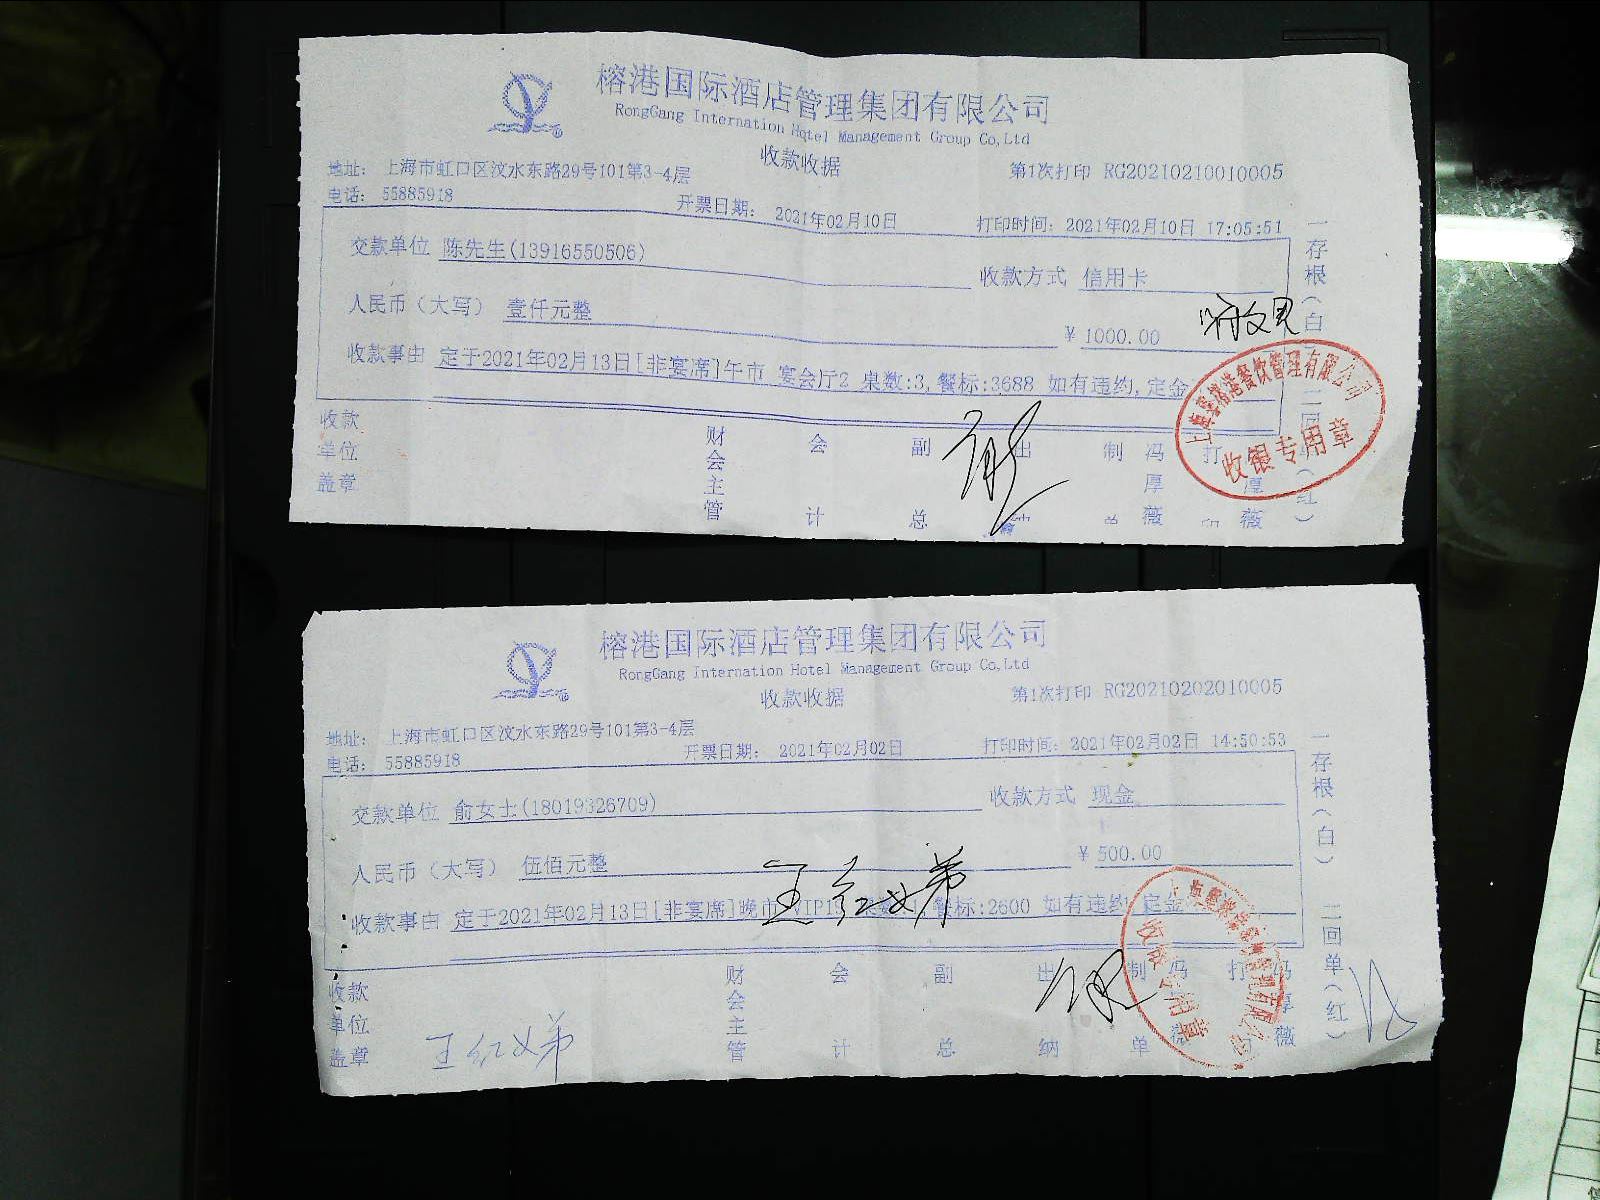 榕港国际酒店管理集团有限公司
RongGang Internation Hotel Management Group Co,Ltd
收款收据
第1次打印 RG20210210010005
地址： 上海市虹口区汶水东路29号101第3-4层
电话： 55885918
开票日期： 2021年02月10日
打印时间：2021年02月10日 17:05:51
交款单位 陈先生(13916550506)
收款方式 信用卡
人民币（大写） 壹仟元整
¥ 1000.00
收款事由 定于2021年02月13日[非宴席]午市 宴会厅2 桌数:3,餐标:3688 如有违约,定金
收款单位盖章
财会主管
会计
副总
出
制单
冯厚薇
打印
厚薇
一存根（白）
二回单（红）
餐饮管理有限公司
收银专用章
榕港国际酒店管理集团有限公司
RongGang Internation Hotel Management Group Co,Ltd
收款收据
第1次打印 RG20210202010005
地址： 上海市虹口区汶水东路29号101第3-4层
电话： 55885918
开票日期： 2021年02月02日
打印时间：2021年02月02日 14:50:53
交款单位 俞女士(18019326709)
收款方式 现金
人民币（大写） 伍佰元整
¥ 500.00
王红娣
收款事由 定于2021年02月13日[非宴席]晚市 VIP 餐标:2600 如有违约 定金
收款单位盖章
财会主管
会计
副总
出纳
制单
冯 薇
打
冯厚薇
王红娣
一存根（白）
二回单（红）